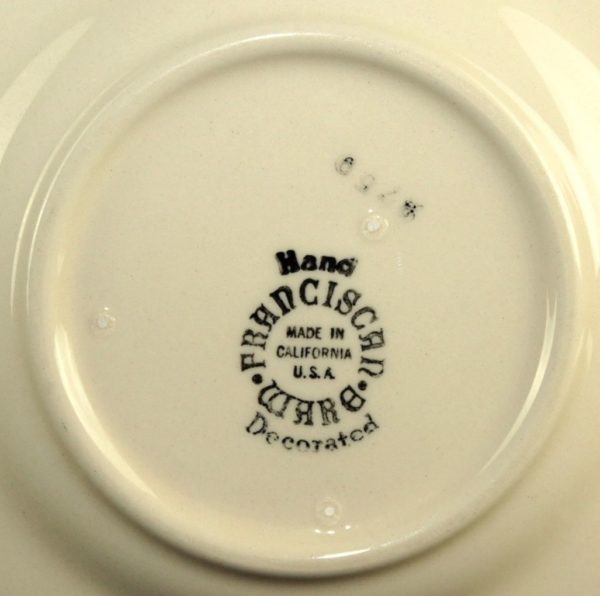 Hand
FRANCISCAN
MADE IN
CALIFORNIA
U.S.A.
WARE
Decorated